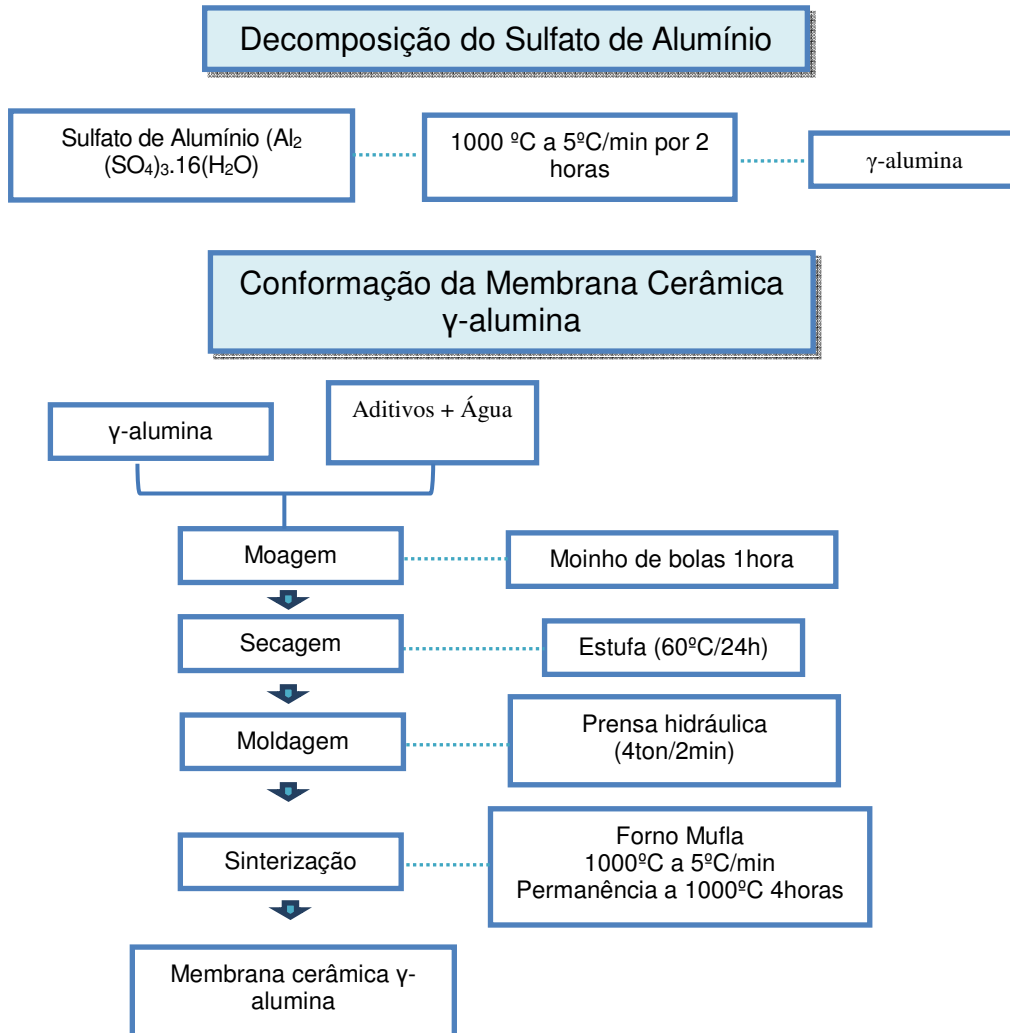 Decomposição do Sulfato de Alumínio
Sulfato de Alumínio (Al₂
(SO₄)₃.16(H₂O)
1000 ºC a 5ºC/min por 2
horas
γ-alumina
Conformação da Membrana Cerâmica
γ-alumina
γ-alumina
Aditivos + Água
Moagem
Moinho de bolas 1hora
Secagem
Estufa (60ºC/24h)
Moldagem
Prensa hidráulica
(4ton/2min)
Sinterização
Forno Mufla
1000ºC a 5ºC/min
Permanência a 1000ºC 4horas
Membrana cerâmica γ-
alumina